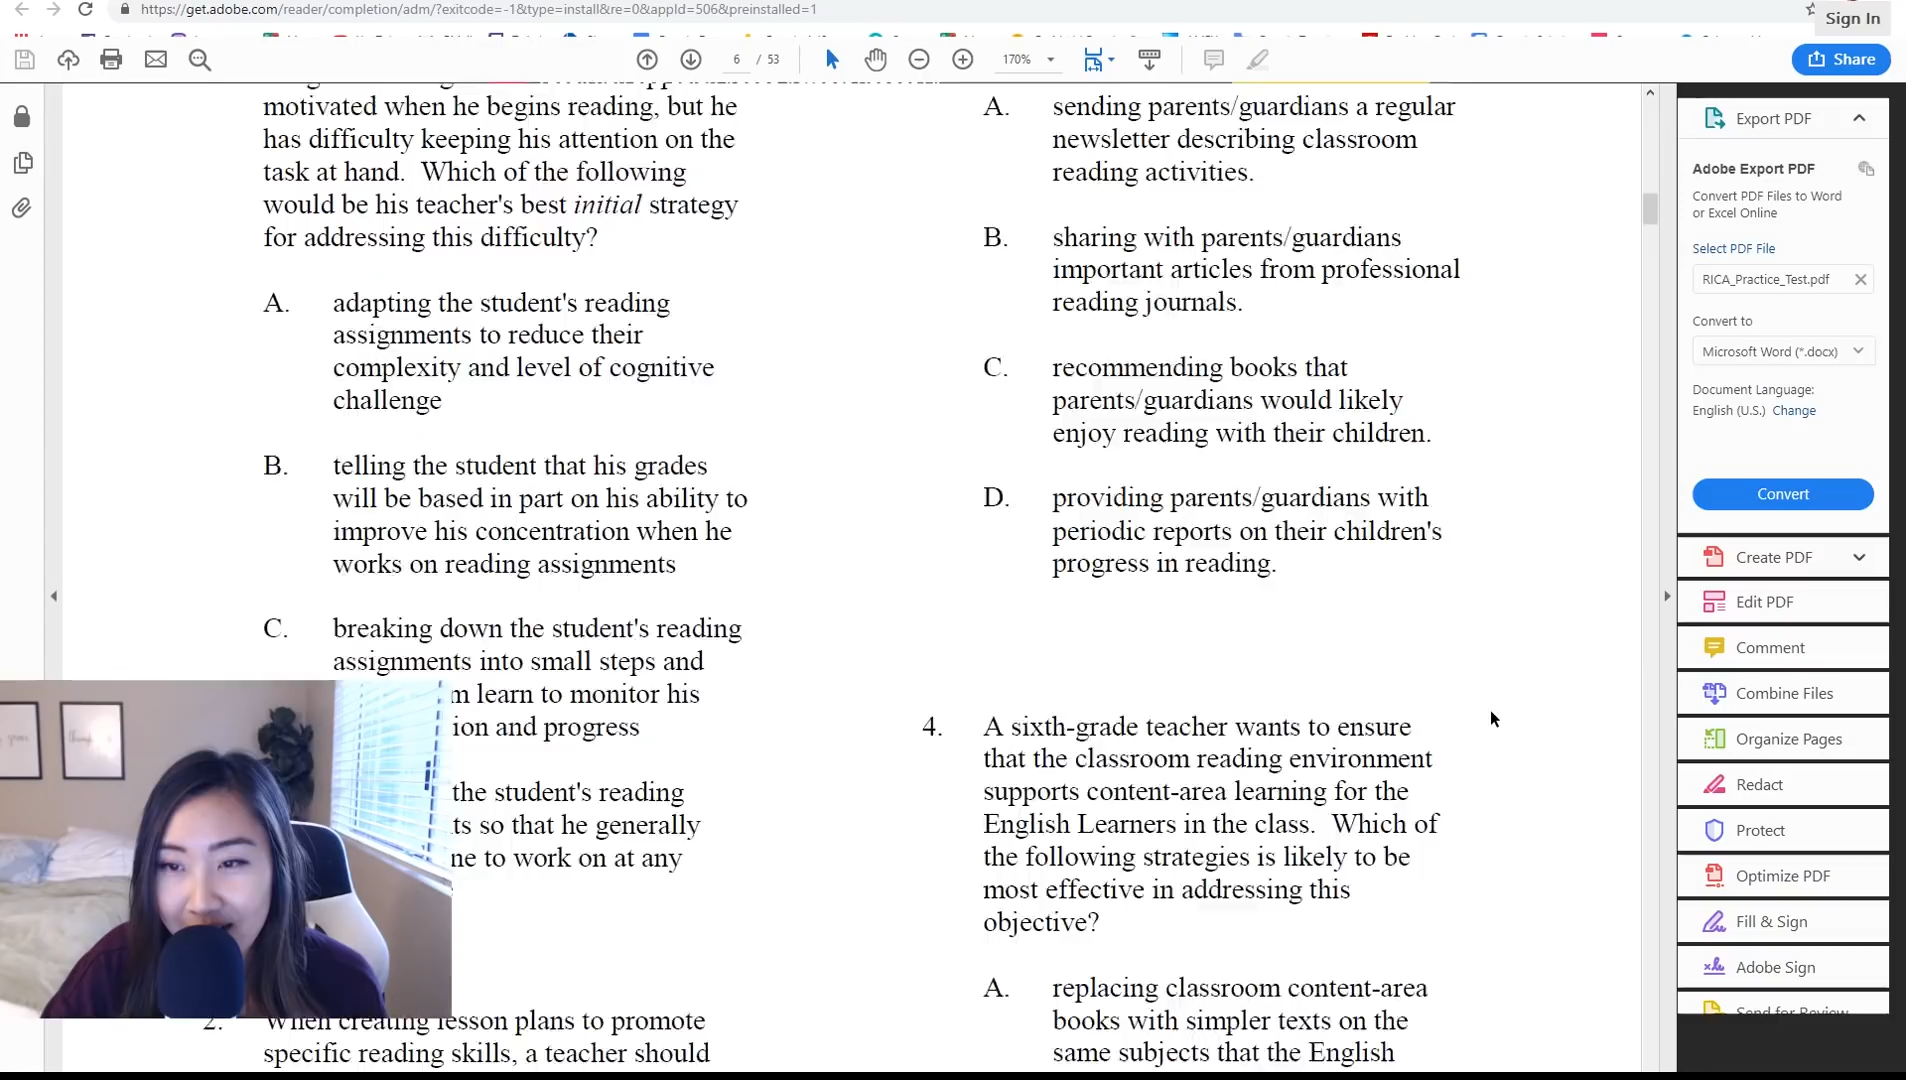 https://get.adobe.com/reader/completion/adm/?exitcode=-1&type=install&re=0&appId=506&preinstalled=1
Sign In
6 / 53
170%
Share
motivated when he begins reading, but he
has difficulty keeping his attention on the
task at hand. Which of the following
would be his teacher's best initial strategy
for addressing this difficulty?
A. adapting the student's reading
assignments to reduce their
complexity and level of cognitive
challenge
B. telling the student that his grades
will be based in part on his ability to
improve his concentration when he
works on reading assignments
C. breaking down the student's reading
assignments into small steps and
m learn to monitor his
ion and progress
the student's reading
ts so that he generally
ne to work on at any
2. When creating lesson plans to promote
specific reading skills, a teacher should
A. sending parents/guardians a regular
newsletter describing classroom
reading activities.
B. sharing with parents/guardians
important articles from professional
reading journals.
C. recommending books that
parents/guardians would likely
enjoy reading with their children.
D. providing parents/guardians with
periodic reports on their children's
progress in reading.
4. A sixth-grade teacher wants to ensure
that the classroom reading environment
supports content-area learning for the
English Learners in the class. Which of
the following strategies is likely to be
most effective in addressing this
objective?
A. replacing classroom content-area
books with simpler texts on the
same subjects that the English
Export PDF
Adobe Export PDF
Convert PDF Files to Word
or Excel Online
Select PDF File
RICA_Practice_Test.pdf
Convert to
Microsoft Word (*.docx)
Document Language:
English (U.S.) Change
Convert
Create PDF
Edit PDF
Comment
Combine Files
Organize Pages
Redact
Protect
Optimize PDF
Fill & Sign
Adobe Sign
Send for Review